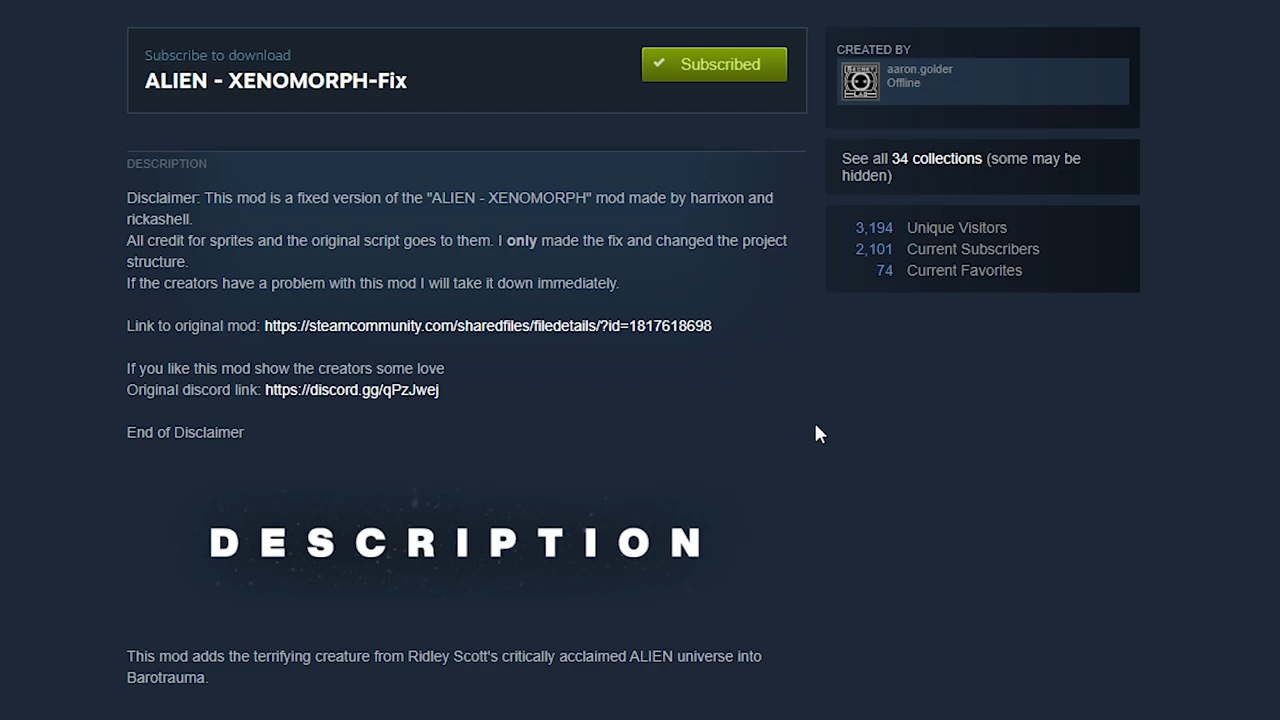 Subscribe to download
ALIEN - XENOMORPH-Fix
Subscribed
DESCRIPTION
Disclaimer: This mod is a fixed version of the "ALIEN - XENOMORPH" mod made by harrixon and
rickashell.
All credit for sprites and the original script goes to them. I only made the fix and changed the project
structure.
If the creators have a problem with this mod I will take it down immediately.
Link to original mod: https://steamcommunity.com/sharedfiles/filedetails/?id=1817618698
If you like this mod show the creators some love
Original discord link: https://discord.gg/qPzJwej
End of Disclaimer
DESCRIPTION
This mod adds the terrifying creature from Ridley Scott's critically acclaimed ALIEN universe into
Barotrauma.
CREATED BY
SECRET
LAB
aaron.golder
Offline
See all 34 collections (some may be
hidden)
3,194 Unique Visitors
2,101 Current Subscribers
74 Current Favorites